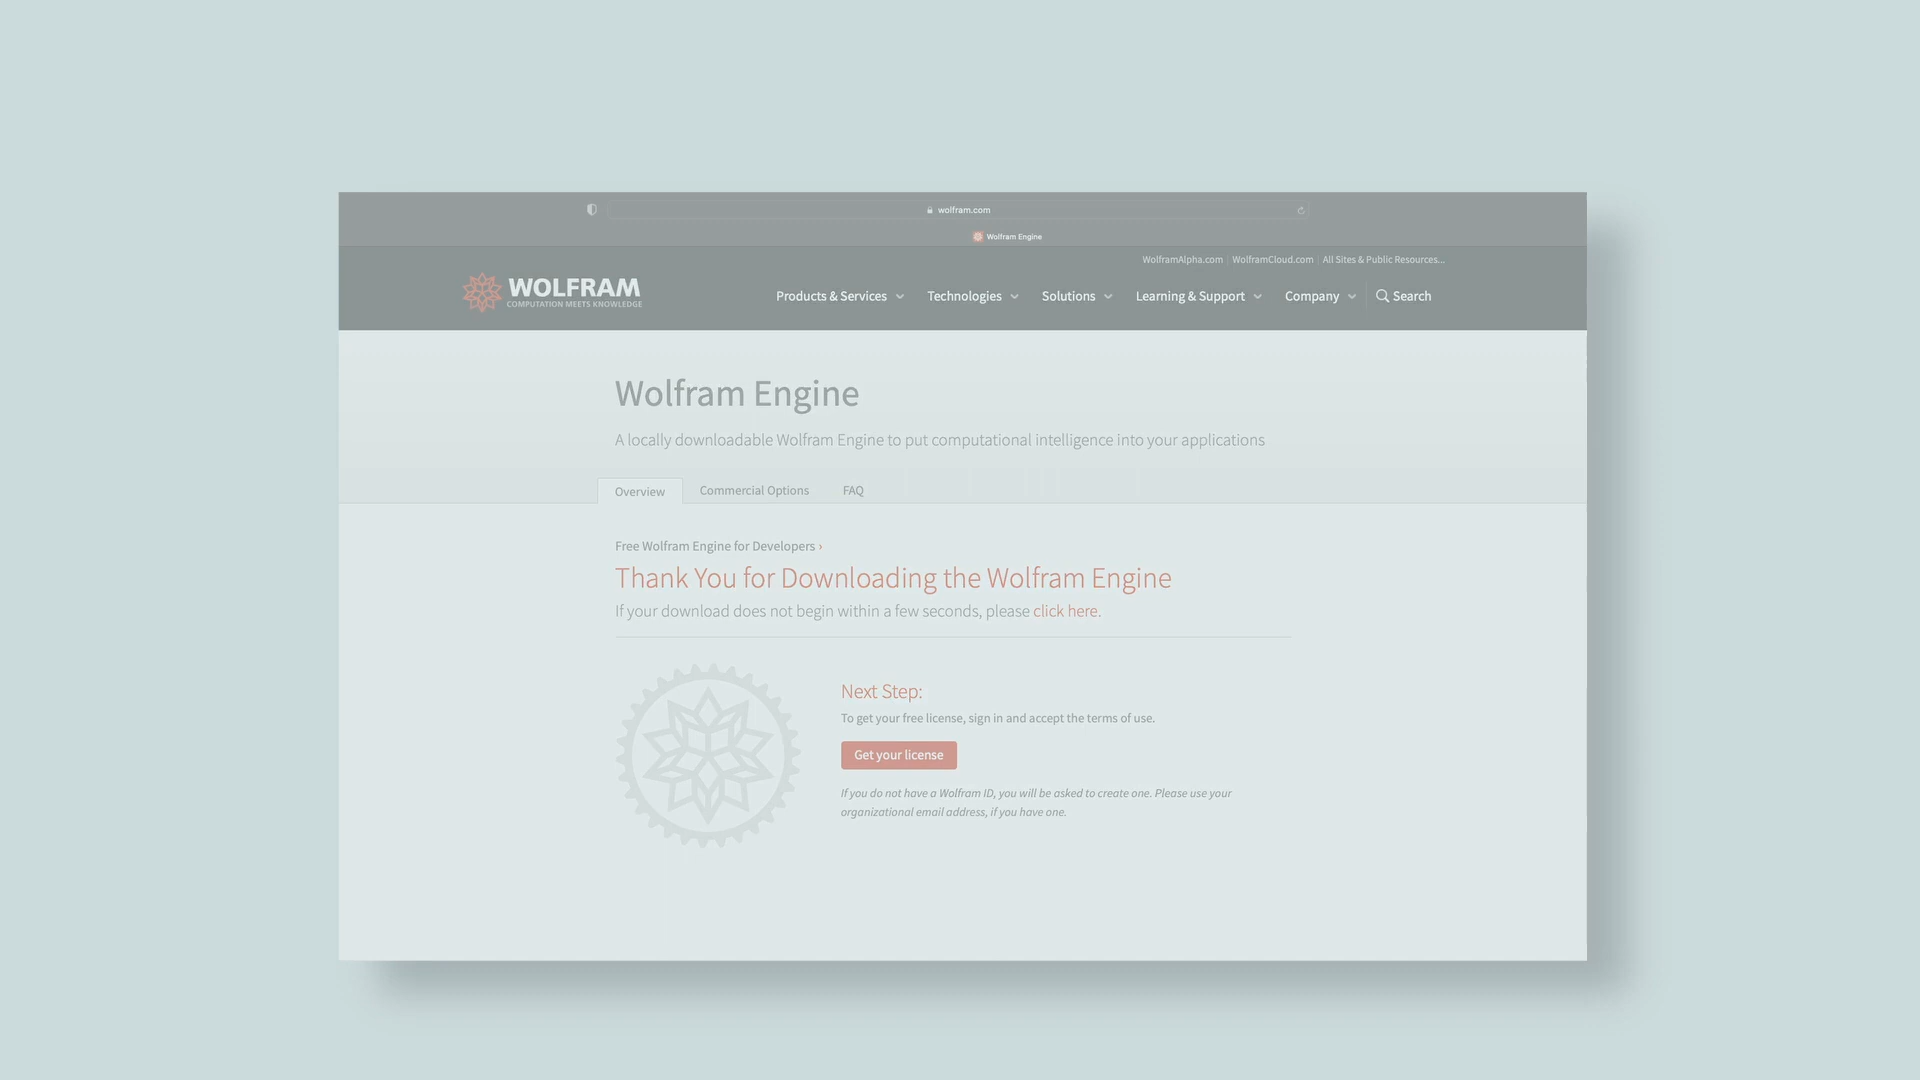 wolfram.com
Wolfram Engine
WolframAlpha.com | WolframCloud.com | All Sites & Public Resources...
WOLFRAM
COMPUTATION MEETS KNOWLEDGE
Products & Services Technologies Solutions Learning & Support Company Search
Wolfram Engine
A locally downloadable Wolfram Engine to put computational intelligence into your applications
Overview Commercial Options FAQ
Free Wolfram Engine for Developers ›
Thank You for Downloading the Wolfram Engine
If your download does not begin within a few seconds, please click here.
Next Step:
To get your free license, sign in and accept the terms of use.
Get your license
If you do not have a Wolfram ID, you will be asked to create one. Please use your
organizational email address, if you have one.